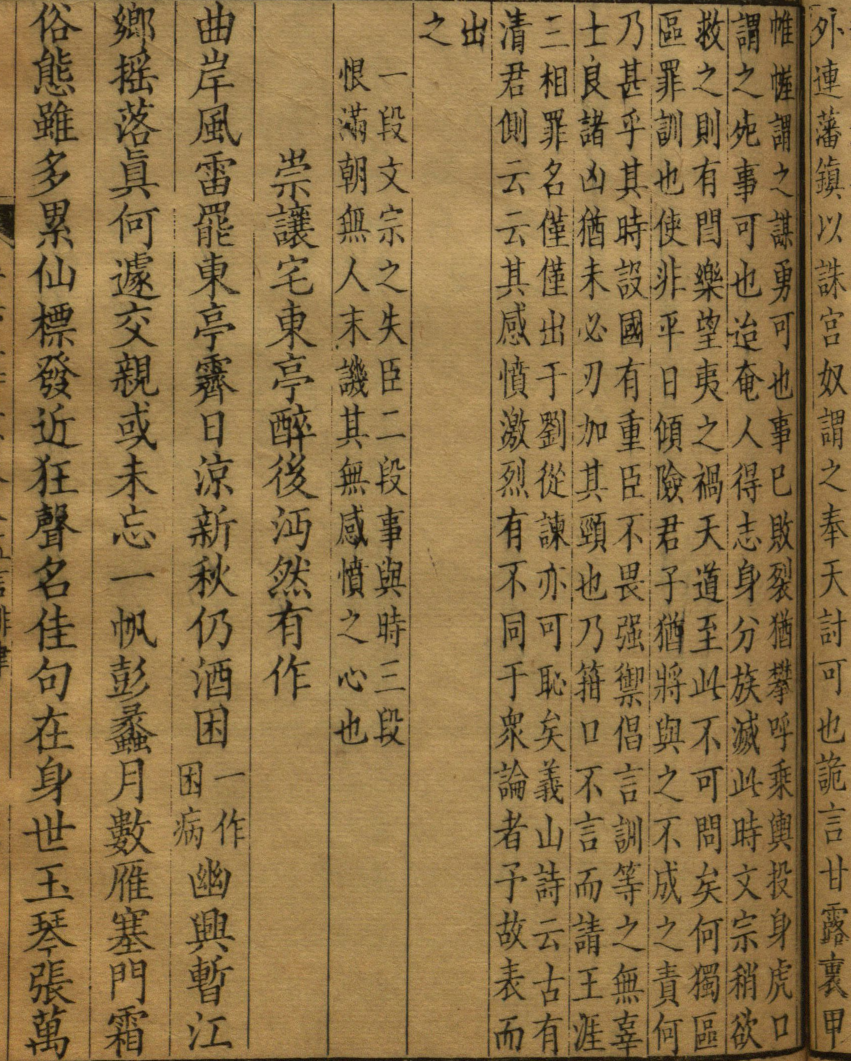 外連藩鎮以誅宫奴謂之奉天討可也詭言甘露裏甲
帷幄謂之謀勇可也事已敗裂猶攀呼乘輿投身虎口
謂之死事可也迨奄人得志身分族滅此時文宗稍欲
救之則有閆樂望夷之禍天道至此不可問矣何獨區
區罪訓也使非平日傾險君子猶將與之不成之責何
乃甚乎其時設國有重臣不畏强禦倡言訓等之無辜
士良諸凶猶未必刃加其頸也乃箝口不言而請王涯
三相罪名僅僅出于劉從諫亦可恥矣義山詩云古有
清君側云云其感憤激烈有不同于衆論者予故表而
出
之
一段文宗之失臣二段事與時三段
恨滿朝無人末譏其無感憤之心也
崇讓宅東亭醉後沔然有作
曲岸風雷罷東亭霽日涼新秋仍酒困
一作
困病
幽興暫江
鄉摇落眞何遽交親或未忘一帆彭蠡月數雁塞門霜
俗態雖多累仙標發近狂聲名佳句在身世玉琴張萬